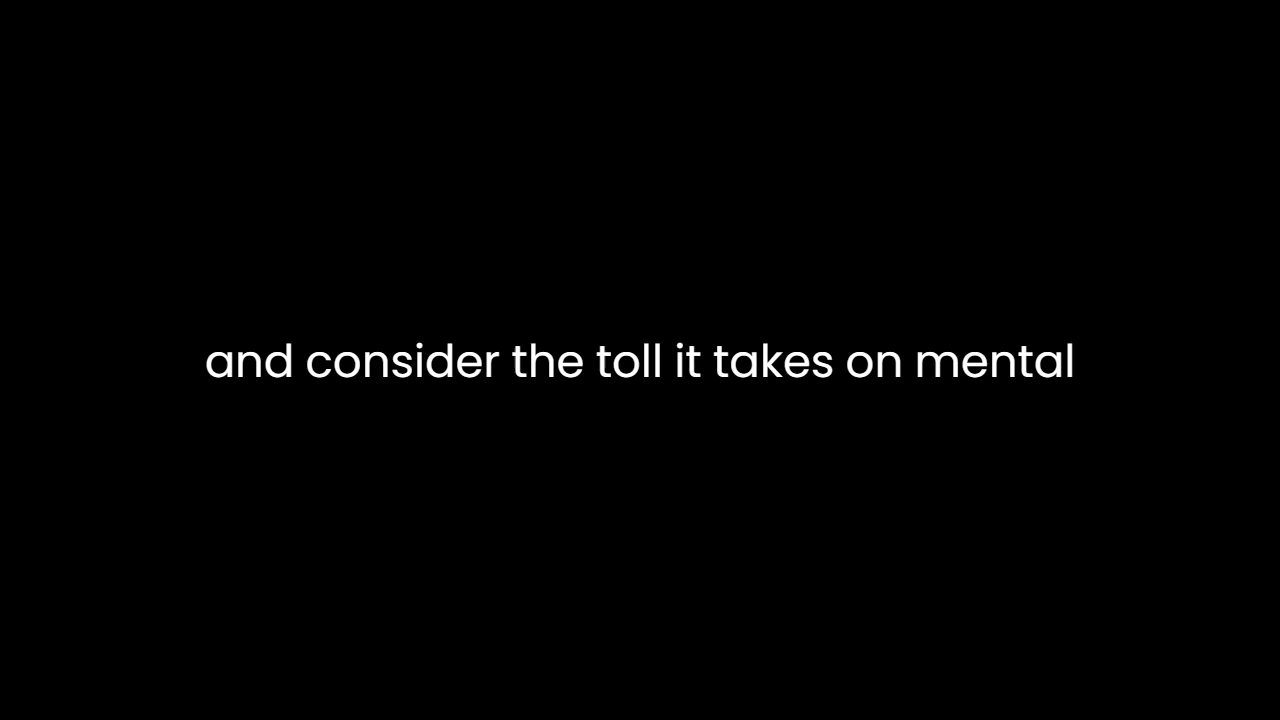 and consider the toll it takes on mental